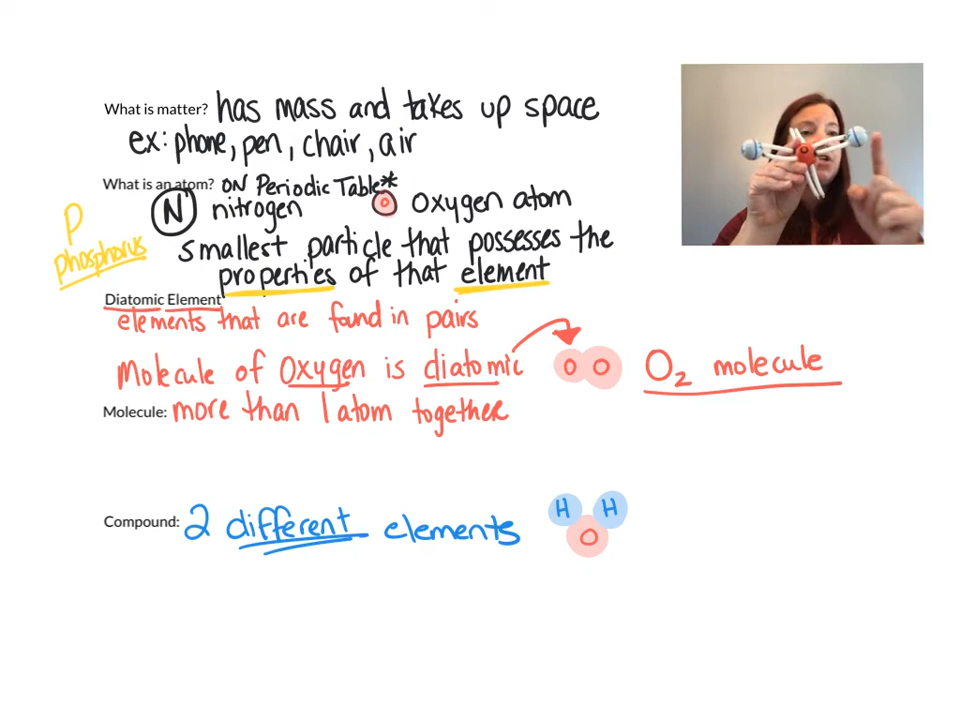 What is matter? has mass and takes up space
ex: phone, pen, chair, air
What is an atom? ON Periodic Table*
N nitrogen O oxygen atom
P
phosphorus
smallest particle that possesses the
properties of that element
Diatomic Element
elements that are found in pairs
Molecule of Oxygen is diatomic O O O2 molecule
Molecule: more than 1 atom together
H H
Compound: 2 different elements
O